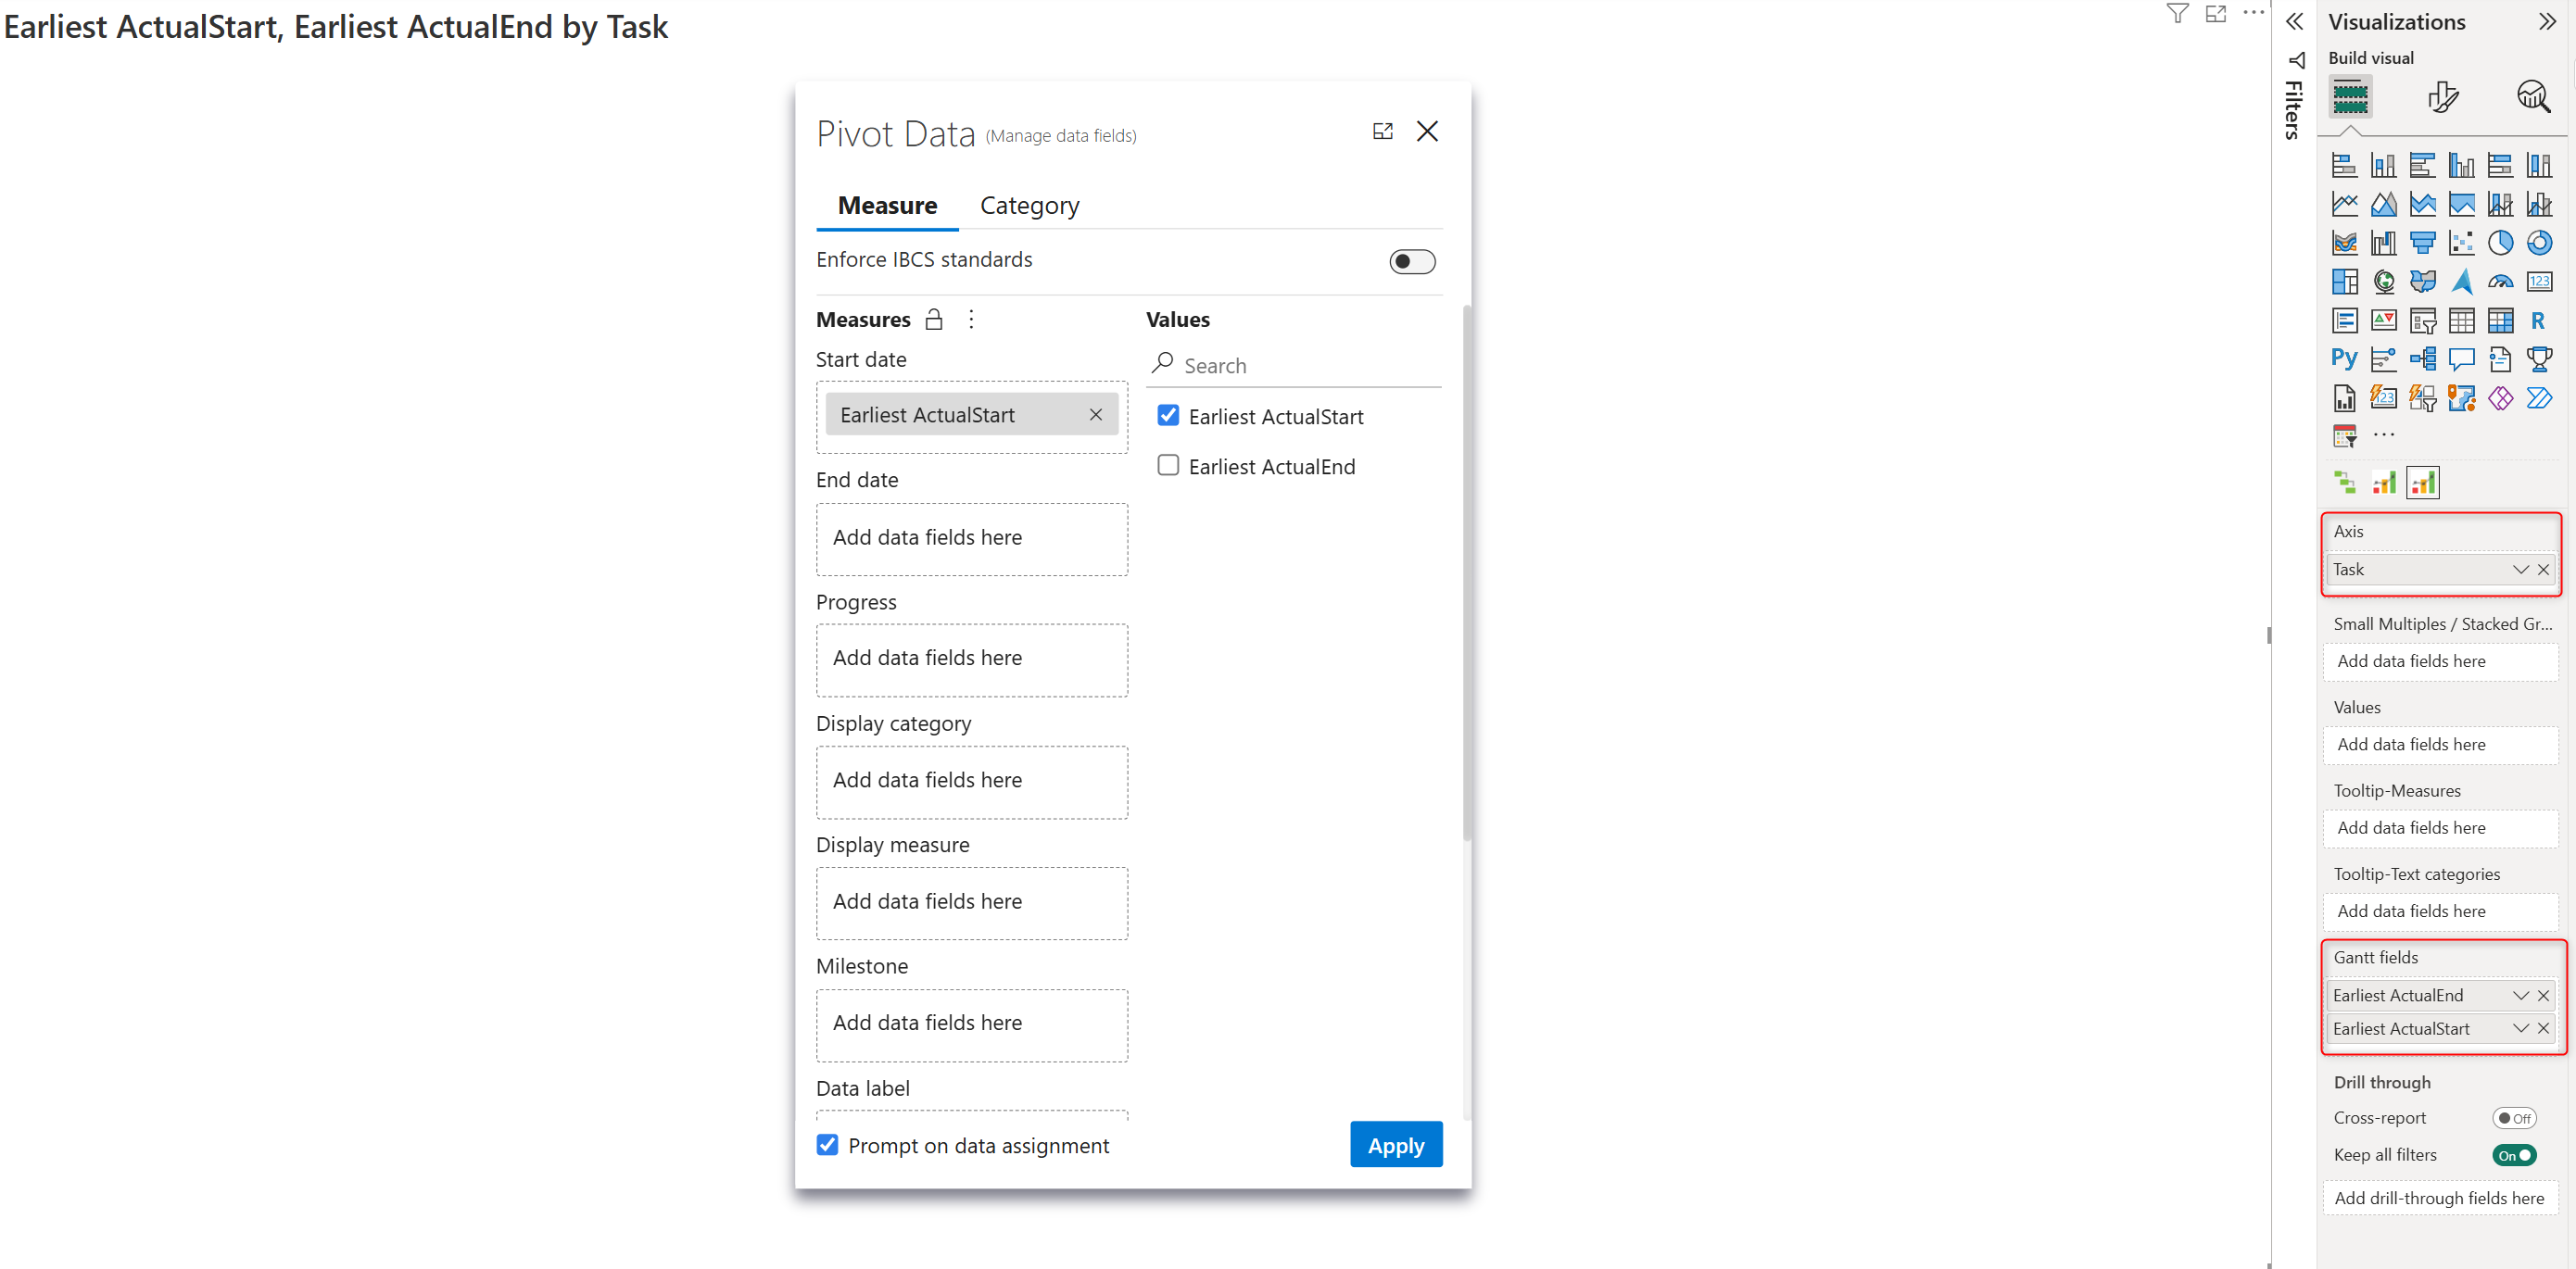 Earliest ActualStart, Earliest ActualEnd by Task
Pivot Data (Manage data fields)
Measure Category
Enforce IBCS standards
Measures
Start date
Earliest ActualStart
End date
Add data fields here
Progress
Add data fields here
Display category
Add data fields here
Display measure
Add data fields here
Milestone
Add data fields here
Data label
Values
Search
Earliest ActualStart
Earliest ActualEnd
Prompt on data assignment
Apply
Filters
Visualizations
Build visual
123
R
Py
123
Axis
Task
Small Multiples / Stacked Gr...
Add data fields here
Values
Add data fields here
Tooltip-Measures
Add data fields here
Tooltip-Text categories
Add data fields here
Gantt fields
Earliest ActualEnd
Earliest ActualStart
Drill through
Cross-report
Off
Keep all filters
On
Add drill-through fields here